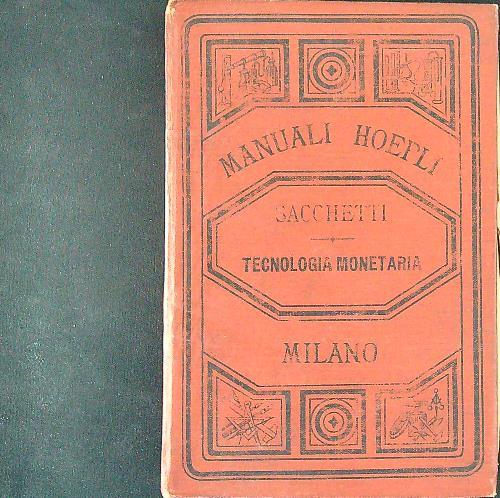 MANUALI HOEPLI
SACCHETTI
TECNOLOGIA MONETARIA
MILANO